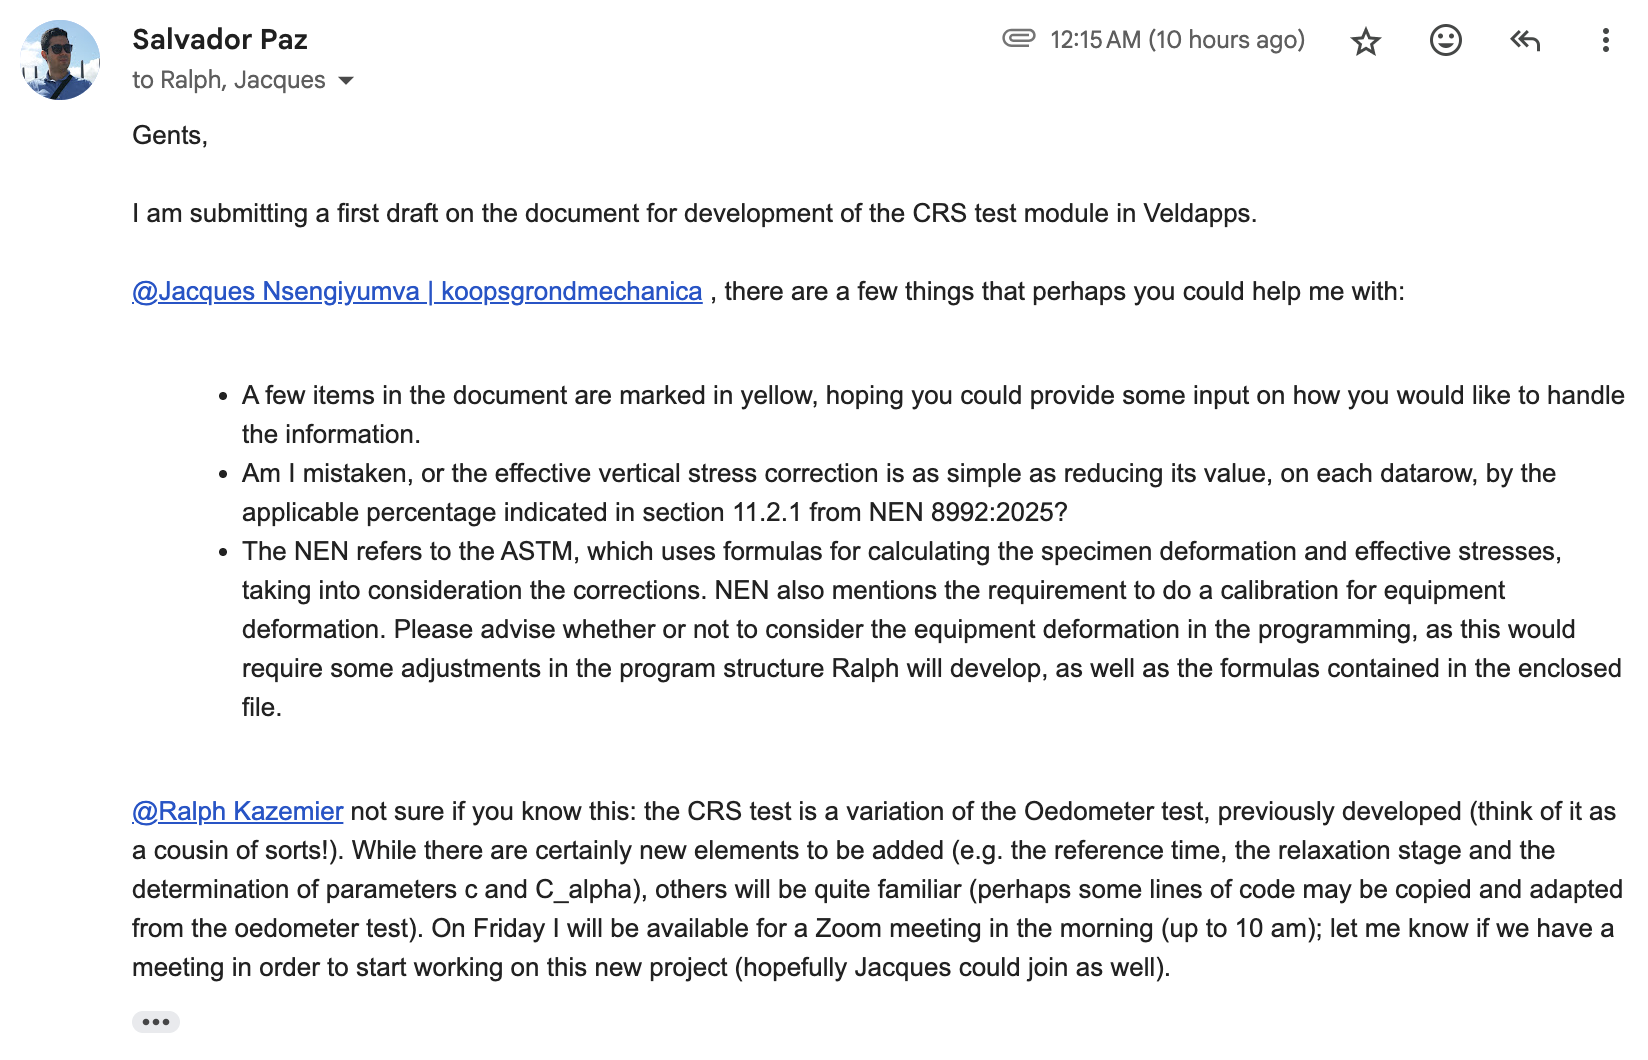 Salvador Paz
12:15 AM (10 hours ago)
to Ralph, Jacques
Gents,
I am submitting a first draft on the document for development of the CRS test module in Veldapps.
@Jacques Nsengiyumva | koopsgrondmechanica , there are a few things that perhaps you could help me with:
• A few items in the document are marked in yellow, hoping you could provide some input on how you would like to handle
the information.
• Am I mistaken, or the effective vertical stress correction is as simple as reducing its value, on each datarow, by the
applicable percentage indicated in section 11.2.1 from NEN 8992:2025?
• The NEN refers to the ASTM, which uses formulas for calculating the specimen deformation and effective stresses,
taking into consideration the corrections. NEN also mentions the requirement to do a calibration for equipment
deformation. Please advise whether or not to consider the equipment deformation in the programming, as this would
require some adjustments in the program structure Ralph will develop, as well as the formulas contained in the enclosed
file.
@Ralph Kazemier not sure if you know this: the CRS test is a variation of the Oedometer test, previously developed (think of it as
a cousin of sorts!). While there are certainly new elements to be added (e.g. the reference time, the relaxation stage and the
determination of parameters c and C_alpha), others will be quite familiar (perhaps some lines of code may be copied and adapted
from the oedometer test). On Friday I will be available for a Zoom meeting in the morning (up to 10 am); let me know if we have a
meeting in order to start working on this new project (hopefully Jacques could join as well).